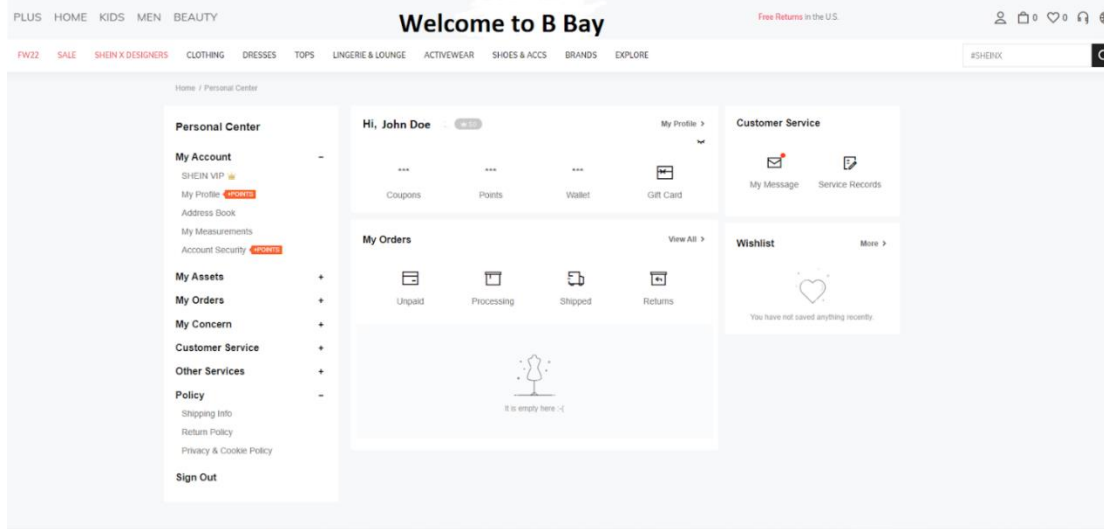 PLUS HOME KIDS MEN BEAUTY
Welcome to B Bay
Free Returns in the U.S.
0 0
FW22 SALE SHEIN X DESIGNERS CLOTHING DRESSES TOPS LINGERIE & LOUNGE ACTIVEWEAR SHOES & ACCS BRANDS EXPLORE
#SHEINX
Home / Personal Center
Personal Center
My Account -
SHEIN VIP
My Profile +POINTS
Address Book
My Measurements
Account Security +POINTS
My Assets +
My Orders +
My Concern +
Customer Service +
Other Services +
Policy -
Shipping Info
Return Policy
Privacy & Cookie Policy
Sign Out
Hi, John Doe
My Profile >
... ... ...
Coupons Points Wallet Gift Card
My Orders View All >
Unpaid Processing Shipped Returns
It is empty here :-(
Customer Service
My Message Service Records
Wishlist More >
You have not saved anything recently.